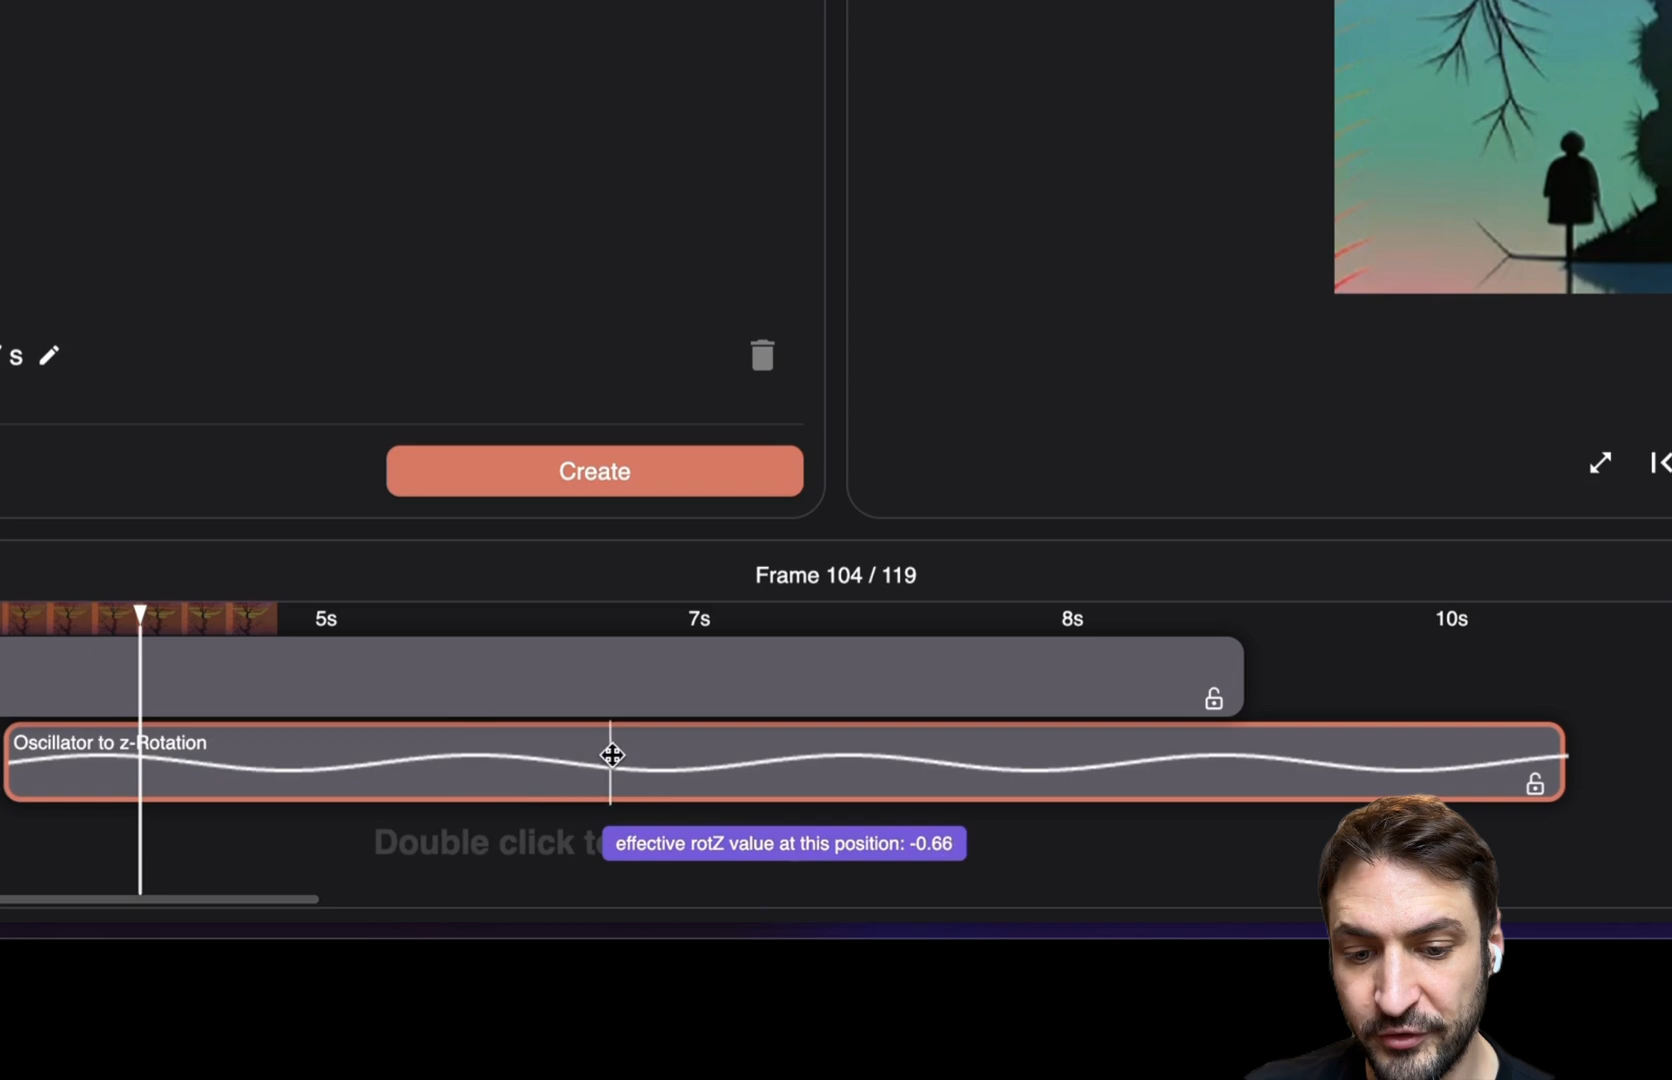 s
Create
Frame 104 / 119
5s 7s 8s 10s
Oscillator to z-Rotation
Double click
effective rotZ value at this position: -0.66